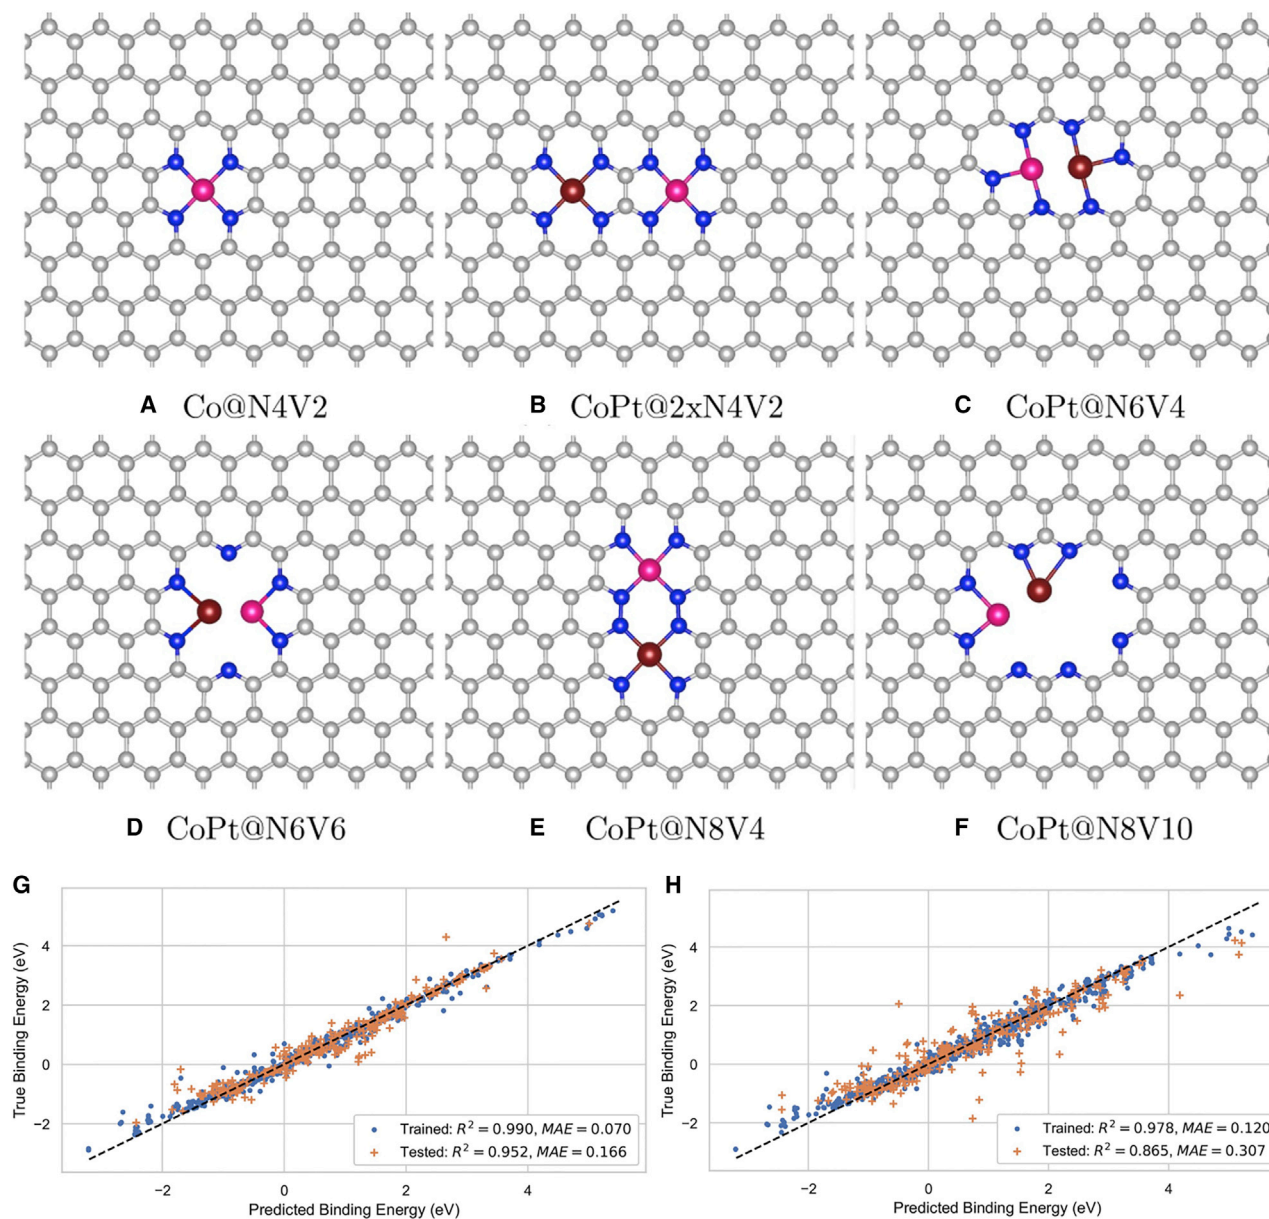 A Co@N4V2
B CoPt@2xN4V2
C CoPt@N6V4
D CoPt@N6V6
E CoPt@N8V4
F CoPt@N8V10
G
True Binding Energy (eV)
4
2
0
−2
Trained: R² = 0.990, MAE = 0.070
Tested: R² = 0.952, MAE = 0.166
−2 0 2 4
Predicted Binding Energy (eV)
H
True Binding Energy (eV)
4
2
0
−2
Trained: R² = 0.978, MAE = 0.120
Tested: R² = 0.865, MAE = 0.307
−2 0 2 4
Predicted Binding Energy (eV)